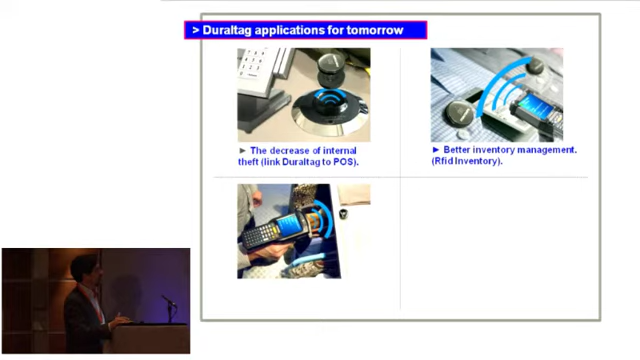 > Duraltag applications for tomorrow
► The decrease of internal
theft (link Duraltag to POS).
► Better inventory management.
(Rfid Inventory).